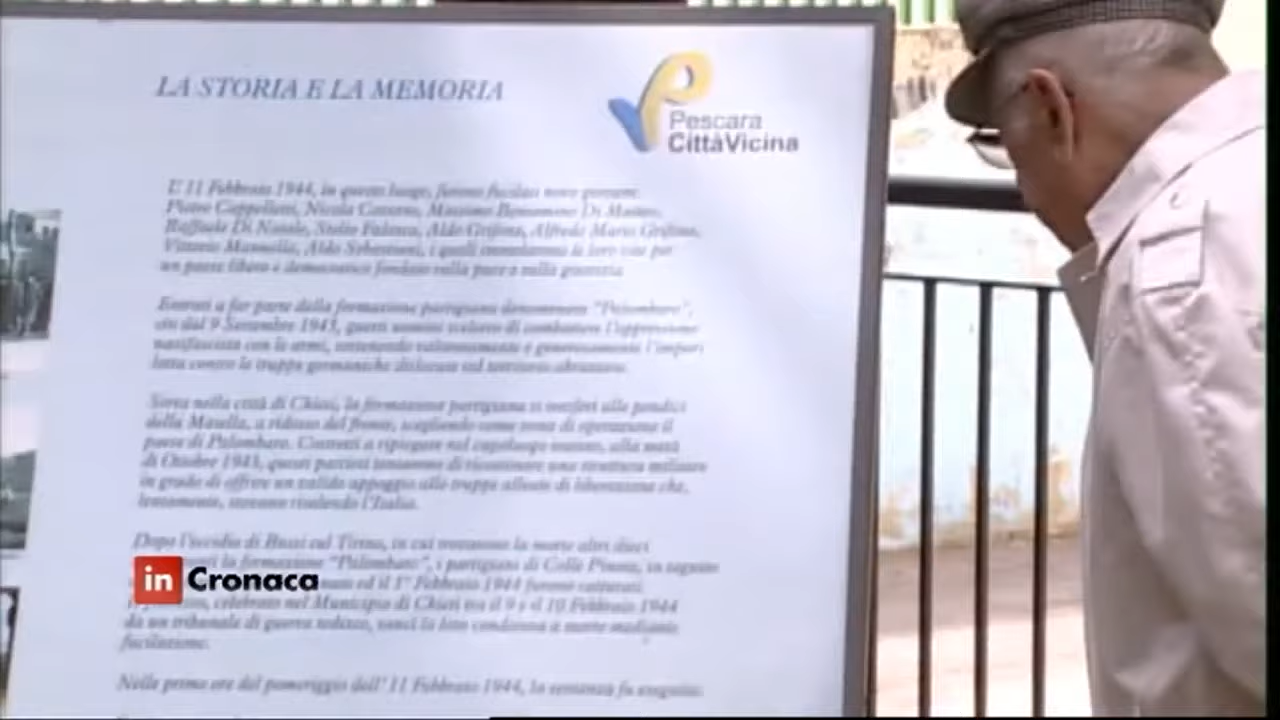 LA STORIA E LA MEMORIA
Pescara
CittàVicina
L' 11 Febbraio 1944, in questo luogo, furono fucilati nove persone
Pietro Cappelletti, Nicola Massimo Di
Raffaele Di Natale, Stelio Falasca, Aldo Grifone, Alfredo Mario Grifone,
Vittorio Mannella, Aldo Sebastiani, i quali immolarono la loro vita per
un paese libero e democratico fondato sulla pace e sulla giustizia
Entrati a far parte della formazione partigiana denominata "Palombaro",
sin dal 9 Settembre 1943, questi uomini scelsero di combattere l'oppressione
nazifascista con le armi, sostenendo valorosamente e generosamente l'impari
lotta contro le truppe germaniche dislocate sul territorio abruzzese.
Sorta nella città di Chieti, la formazione partigiana si trasferì alle pendici
della Maiella, a ridosso del fronte, scegliendo come zona di operazione il
paese di Palombaro. Costretti a ripiegare nel capoluogo teatino, alla metà
di Ottobre 1943, questi patrioti tentarono di ricostituire una struttura militare
in grado di offrire un valido appoggio alle truppe alleate di liberazione che,
lentamente, stavano risalendo l'Italia.
Dopo l'eccidio di Bussi sul Tirino, in cui trovarono la morte altri dieci
la formazione "Palombaro", i partigiani di Colle Pineta, in seguito
ed il 1° Febbraio 1944 furono catturati.
celebrato nel Municipio di Chieti tra il 9 e il 10 Febbraio 1944
da un tribunale di guerra tedesco, sancì la loro condanna a morte mediante
fucilazione.
Nelle prime ore del pomeriggio dell' 11 Febbraio 1944, la sentenza fu eseguita.
in Cronaca